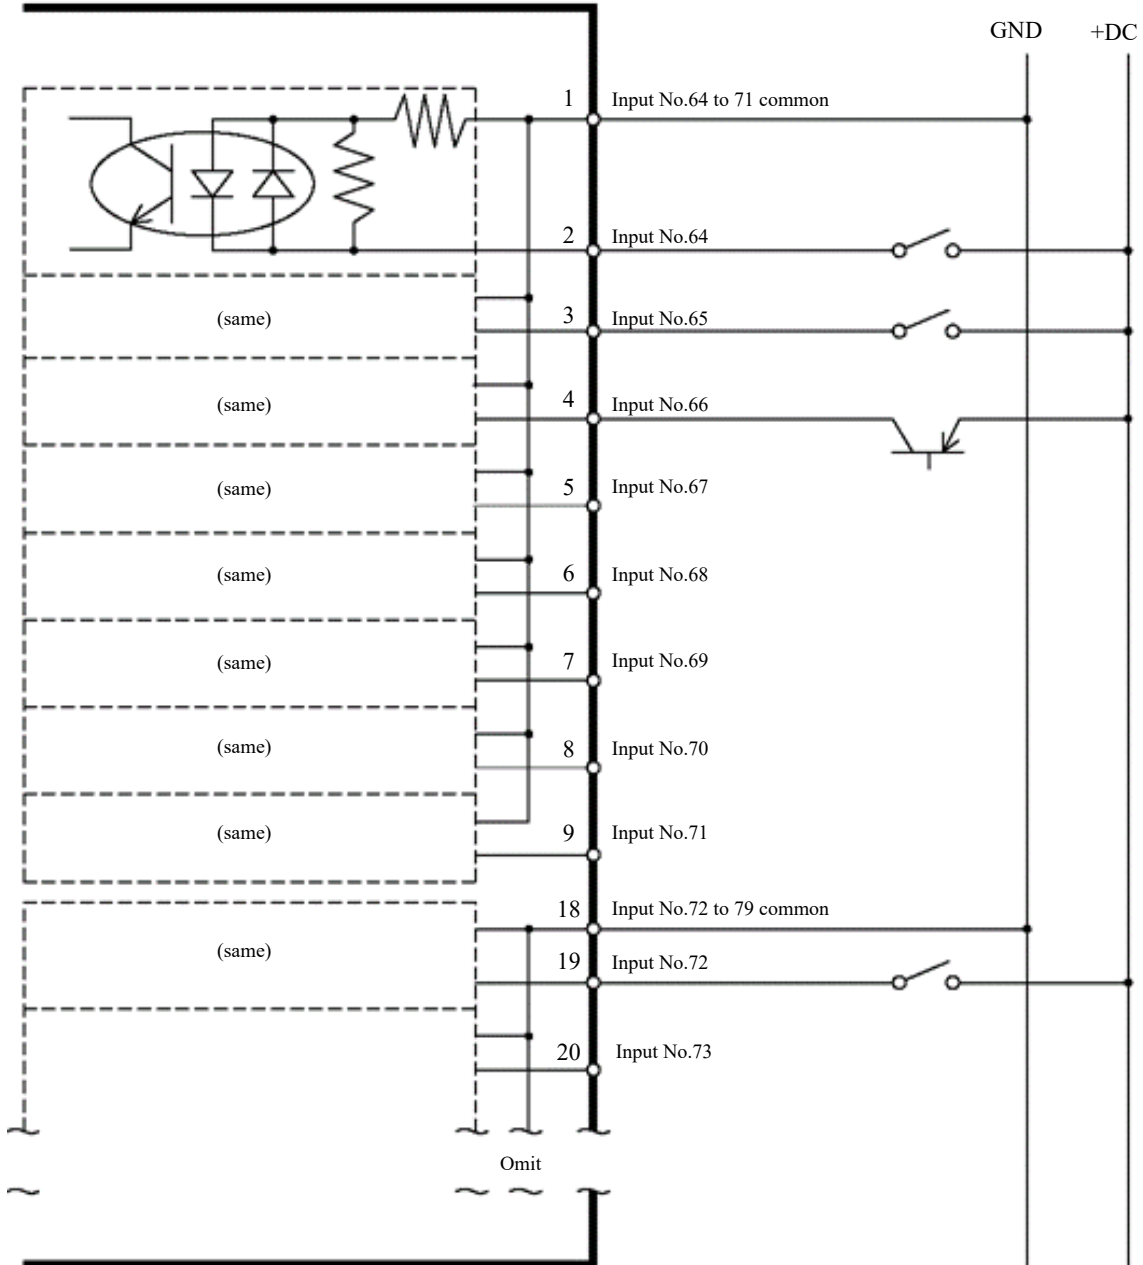 GND +DC
1 Input No.64 to 71 common
2 Input No.64
(same) 3 Input No.65
(same) 4 Input No.66
(same) 5 Input No.67
(same) 6 Input No.68
(same) 7 Input No.69
(same) 8 Input No.70
(same) 9 Input No.71
18 Input No.72 to 79 common
(same)
19 Input No.72
20 Input No.73
Omit